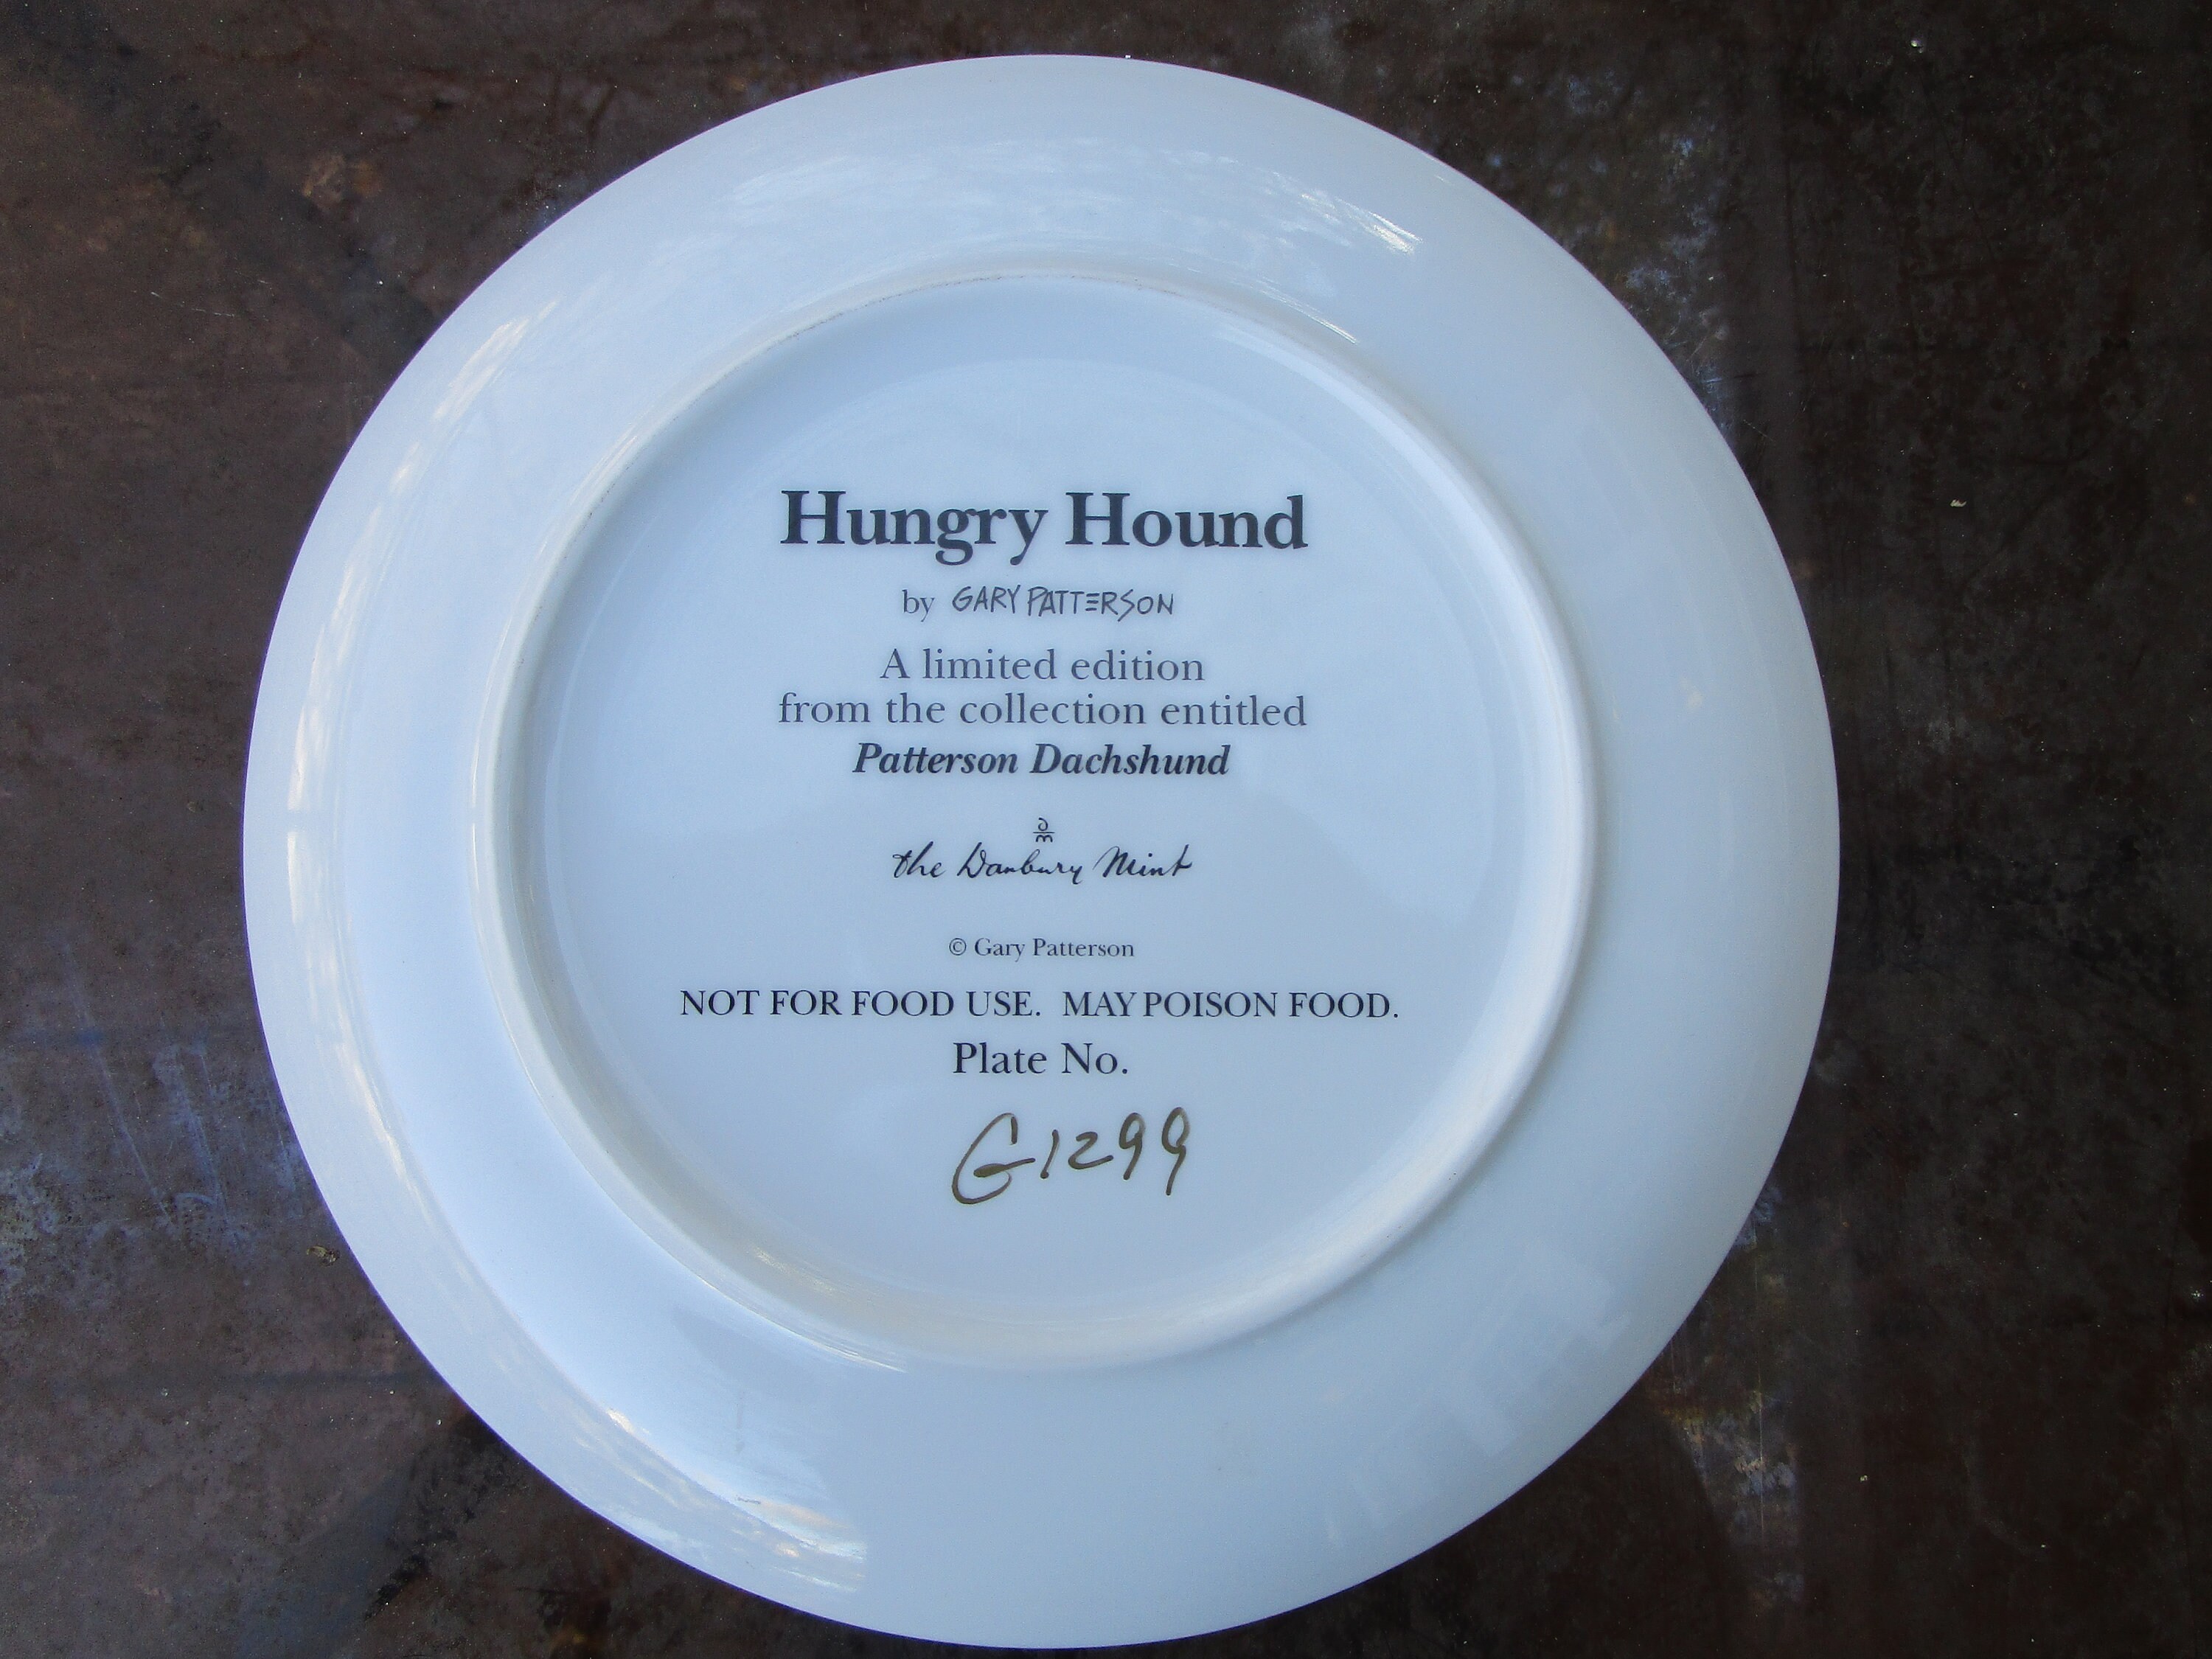 Hungry Hound
by GARY PATTERSON
A limited edition
from the collection entitled
Patterson Dachshund
dm
the Danbury Mint
© Gary Patterson
NOT FOR FOOD USE. MAY POISON FOOD.
Plate No.
G1299